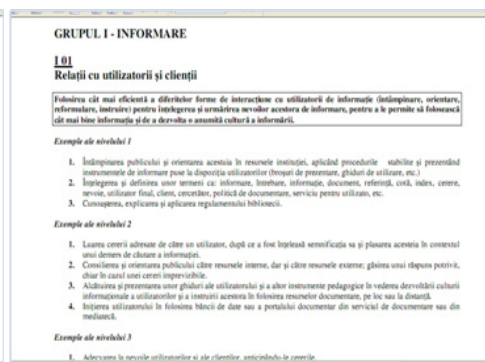 GRUPUL I - INFORMARE
I 01
Relații cu utilizatorii și clienții
Folosirea cât mai eficientă a diferitelor forme de interacțiune cu utilizatorii de informație (întâmpinare, orientare,
reformulare, instruire) pentru înțelegerea și urmărirea nevoilor acestora de informare, pentru a le permite să folosească
cât mai bine informația și de a dezvolta o anumită cultură a informării.
Exemple ale nivelului 1
1. Întâmpinarea publicului și orientarea acestuia în resursele instituției, aplicând procedurile stabilite și prezentând
instrumentele de informare puse la dispoziția utilizatorilor (broșuri de prezentare, ghiduri de utilizare, etc.)
2. Înțelegerea și definirea unor termeni ca: informare, întrebare, informație, document, referință, cotă, index, cerere,
nevoie, utilizator final, client, cercetător, politică de documentare, serviciu pentru utilizator, etc.
3. Cunoașterea, explicarea și aplicarea regulamentului bibliotecii.
Exemple ale nivelului 2
1. Luarea cererii adresate de către un utilizator, după ce a fost înțeleasă semnificația sa și plasarea acesteia în contextul
unui demers de căutare a informației.
2. Consilierea și orientarea publicului către resursele interne, dar și către resursele externe; găsirea unui răspuns potrivit,
chiar în cazul unei cereri imprevizibile.
3. Alcătuirea și prezentarea unor ghiduri ale utilizatorului și a altor instrumente pedagogice în vederea dezvoltării culturii
informaționale a utilizatorilor și a instruirii acestora în folosirea resurselor documentare, pe loc sau la distanță.
4. Inițierea utilizatorului în folosirea băncii de date sau a portalului documentar din serviciul de documentare sau din
mediatecă.
Exemple ale nivelului 3
1. Adecvarea la nevoile utilizatorilor și ale clienților, anticipându-le cererile.